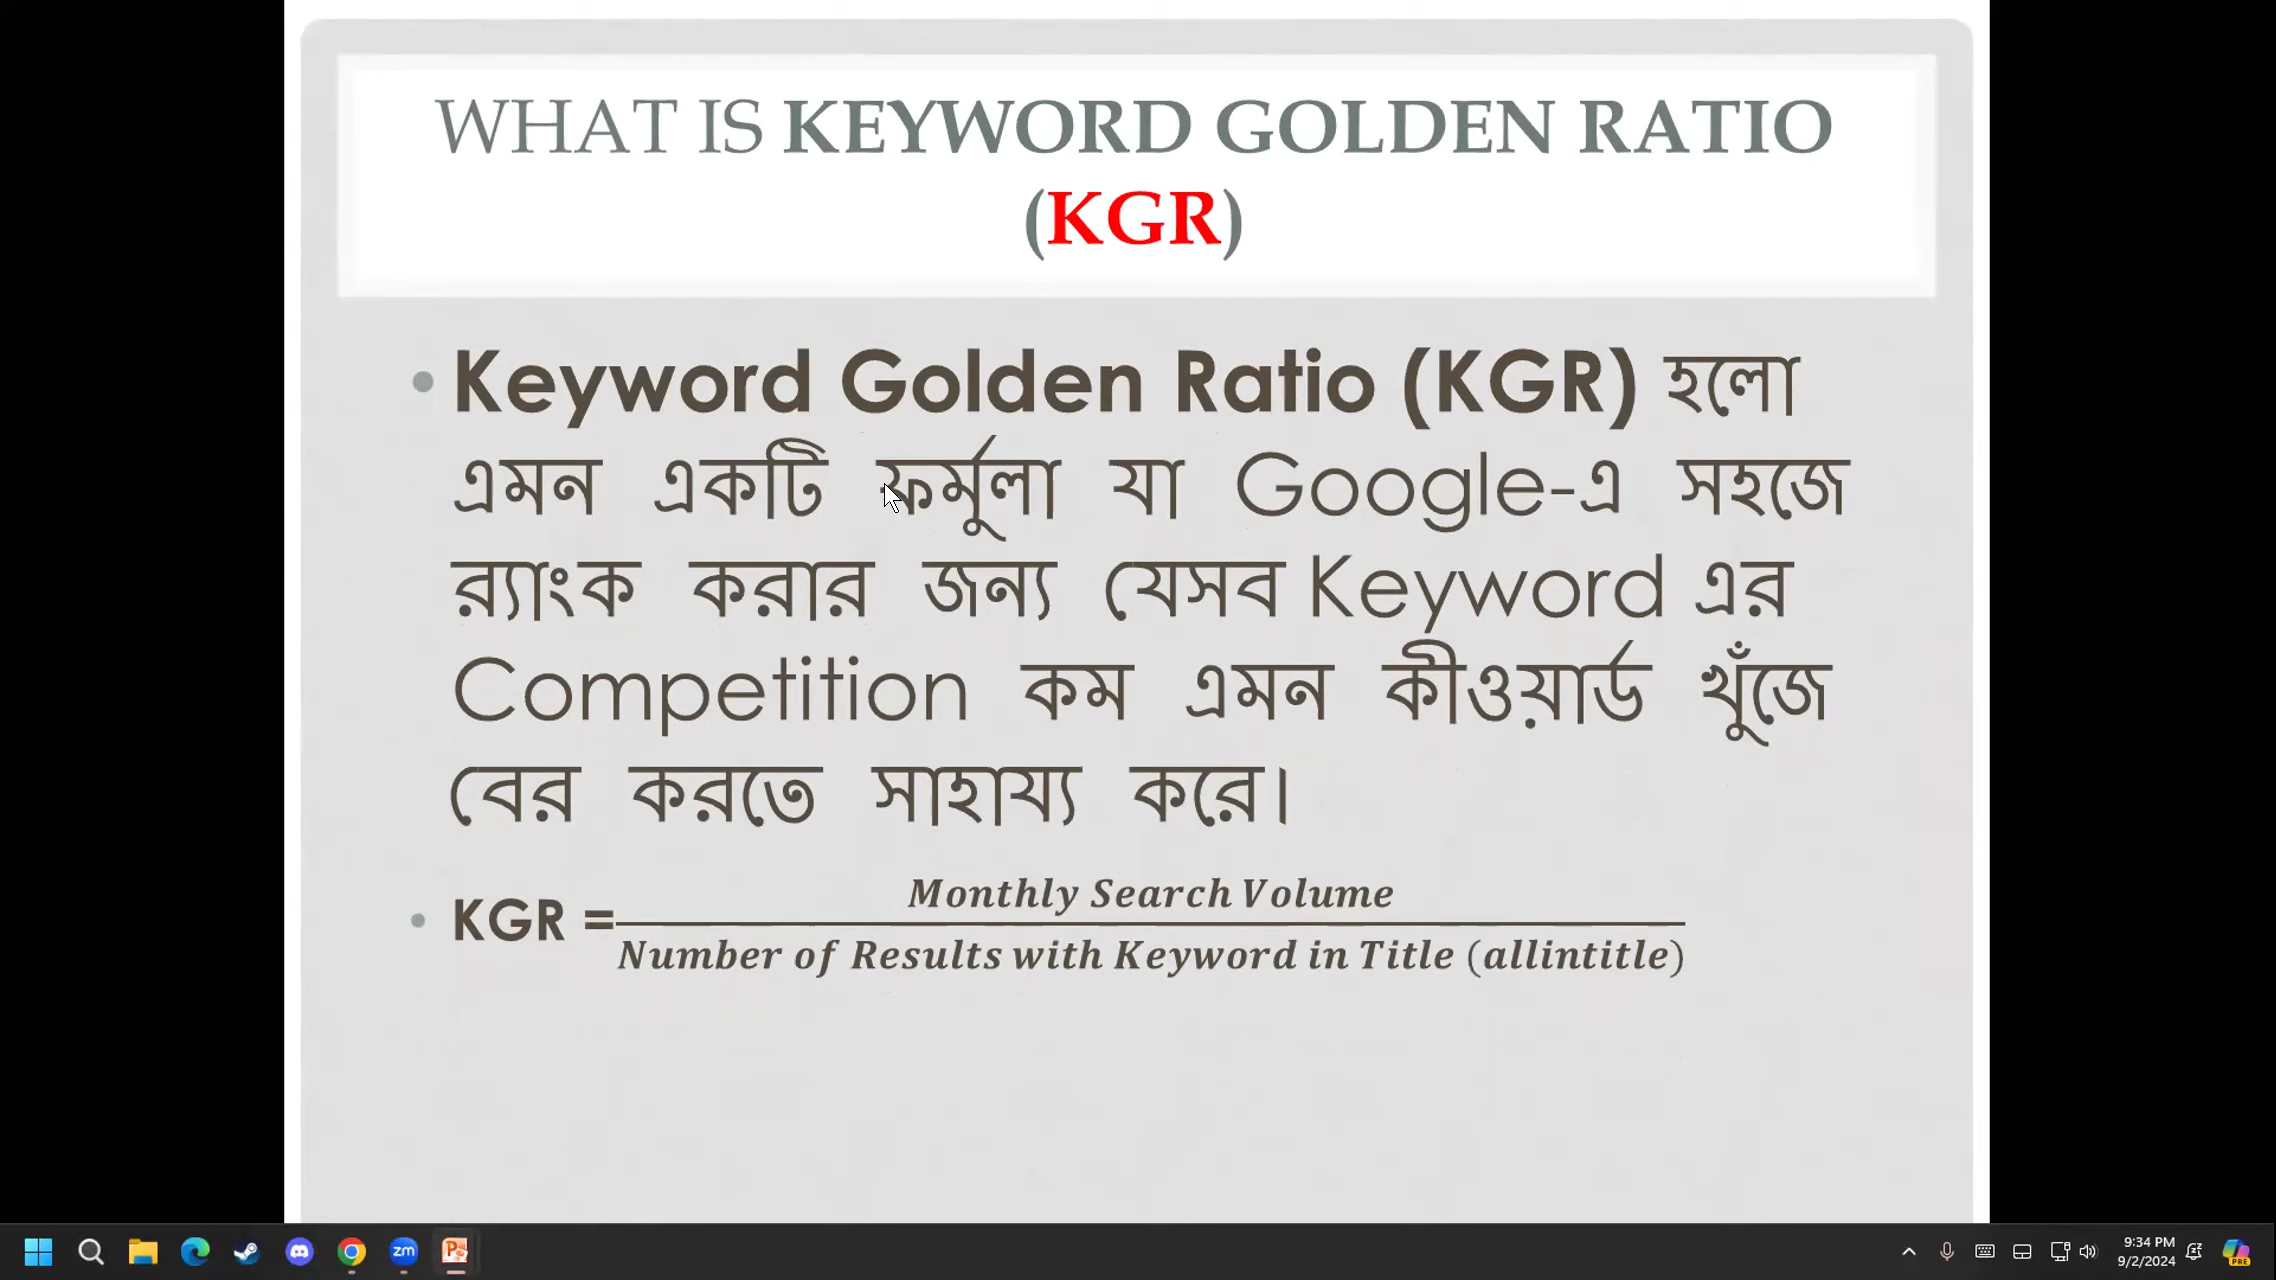 WHAT IS KEYWORD GOLDEN RATIO
(KGR)
• Keyword Golden Ratio (KGR) হলো
এমন একটি ফর্মুলা যা Google-এ সহজে
র‍্যাংক করার জন্য যেসব Keyword এর
Competition কম এমন কীওয়ার্ড খুঁজে
বের করতে সাহায্য করে।
• KGR = Monthly Search Volume
Number of Results with Keyword in Title (allintitle)
zm
9:34 PM
9/2/2024
PRE